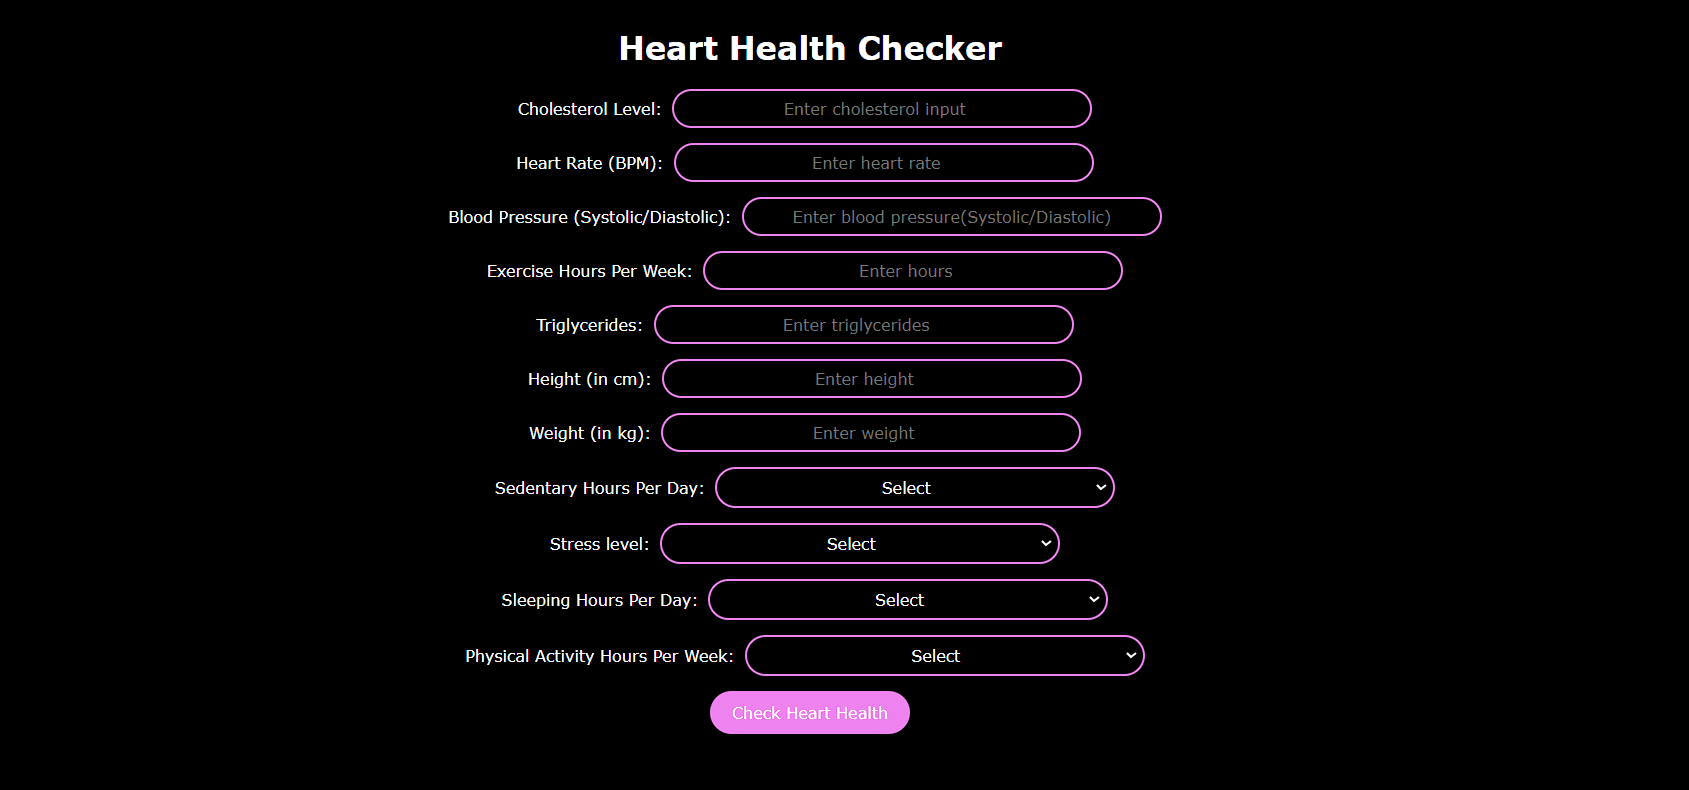 Heart Health Checker
Cholesterol Level: Enter cholesterol input
Heart Rate (BPM): Enter heart rate
Blood Pressure (Systolic/Diastolic): Enter blood pressure(Systolic/Diastolic)
Exercise Hours Per Week: Enter hours
Triglycerides: Enter triglycerides
Height (in cm): Enter height
Weight (in kg): Enter weight
Sedentary Hours Per Day: Select
Stress level: Select
Sleeping Hours Per Day: Select
Physical Activity Hours Per Week: Select
Check Heart Health